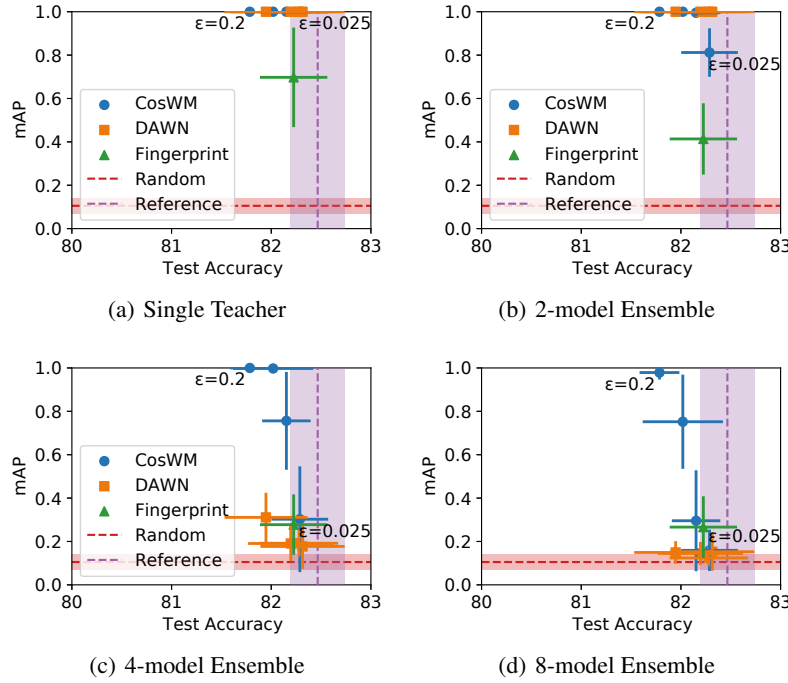 1.0
0.8
0.6
0.4
0.2
0.0
mAP
ε=0.2
ε=0.025
CosWM
DAWN
Fingerprint
Random
Reference
80
81
82
83
Test Accuracy
(a) Single Teacher
1.0
0.8
0.6
0.4
0.2
0.0
mAP
ε=0.2
ε=0.025
CosWM
DAWN
Fingerprint
Random
Reference
80
81
82
83
Test Accuracy
(b) 2-model Ensemble
1.0
0.8
0.6
0.4
0.2
0.0
mAP
ε=0.2
CosWM
DAWN
Fingerprint
ε=0.025
Random
Reference
80
81
82
83
Test Accuracy
(c) 4-model Ensemble
1.0
0.8
0.6
0.4
0.2
0.0
mAP
ε=0.2
ε=0.025
80
81
82
83
Test Accuracy
(d) 8-model Ensemble